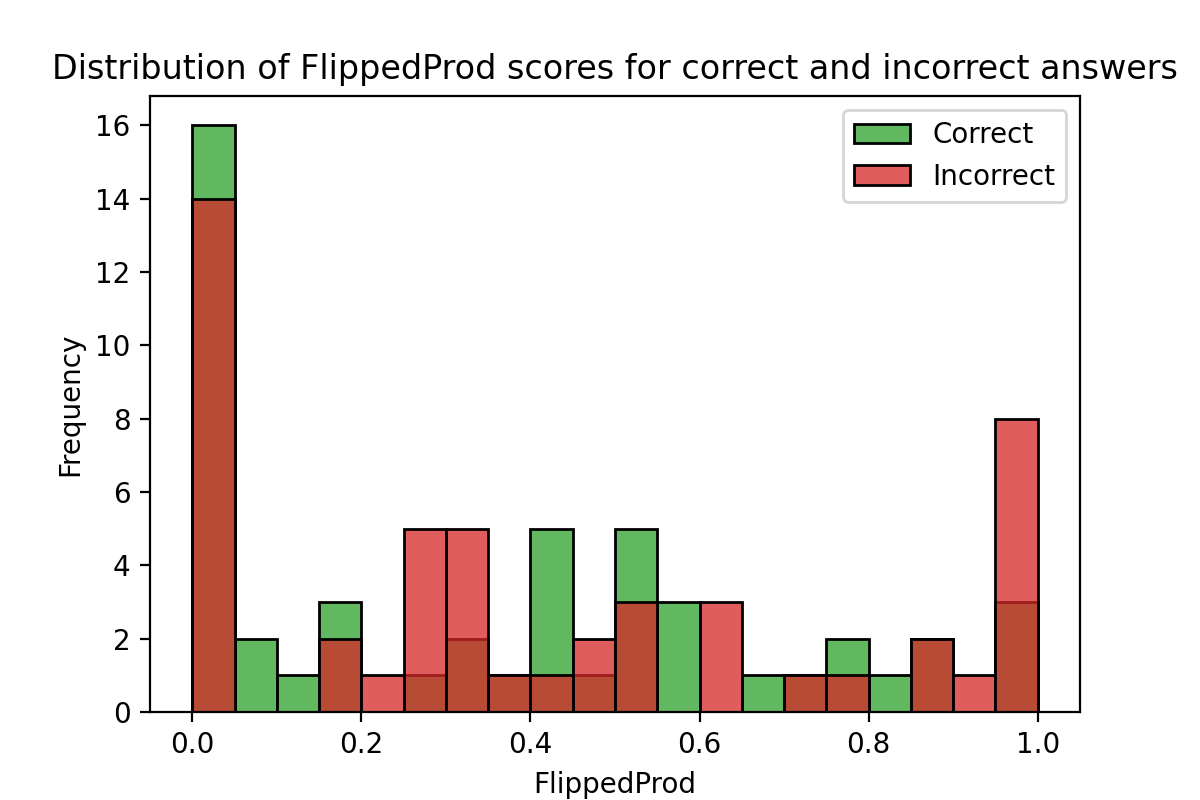 Distribution of FlippedProd scores for correct and incorrect answers
Correct
Incorrect
16
14
12
10
8
6
4
2
0
Frequency
0.0 0.2 0.4 0.6 0.8 1.0
FlippedProd